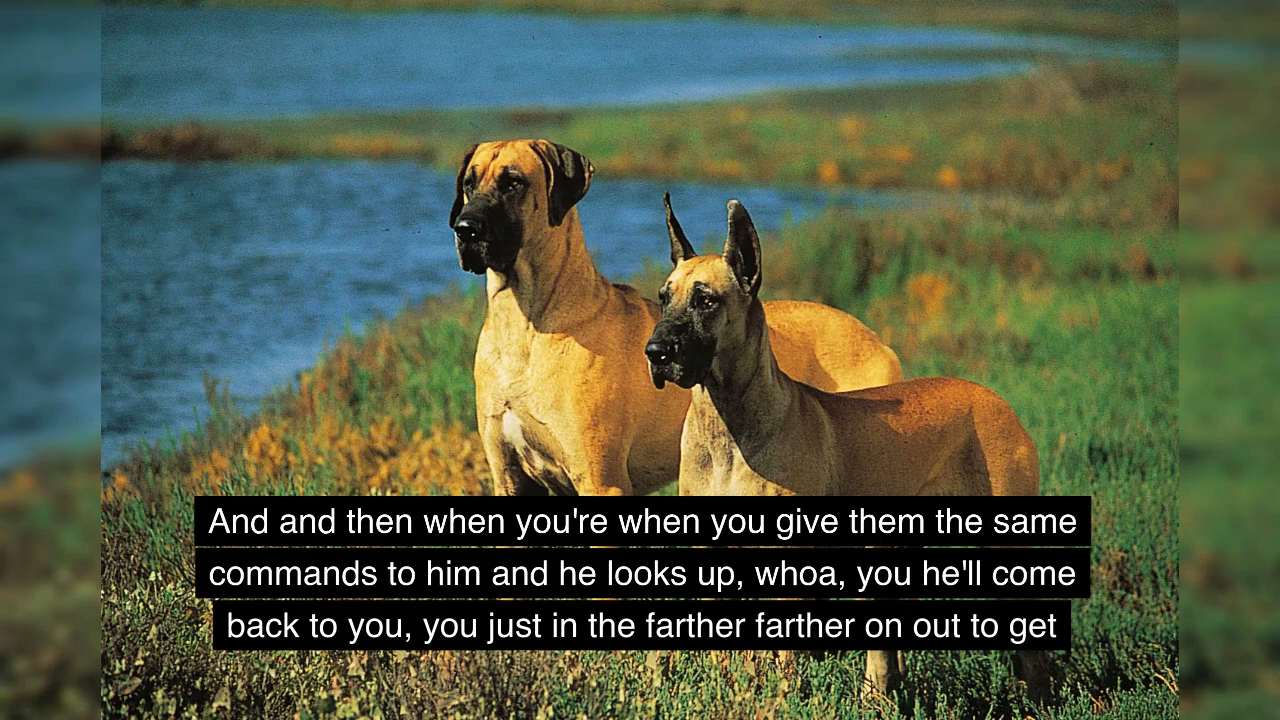 And and then when you're when you give them the same
commands to him and he looks up, whoa, you he'll come
back to you, you just in the farther farther on out to get